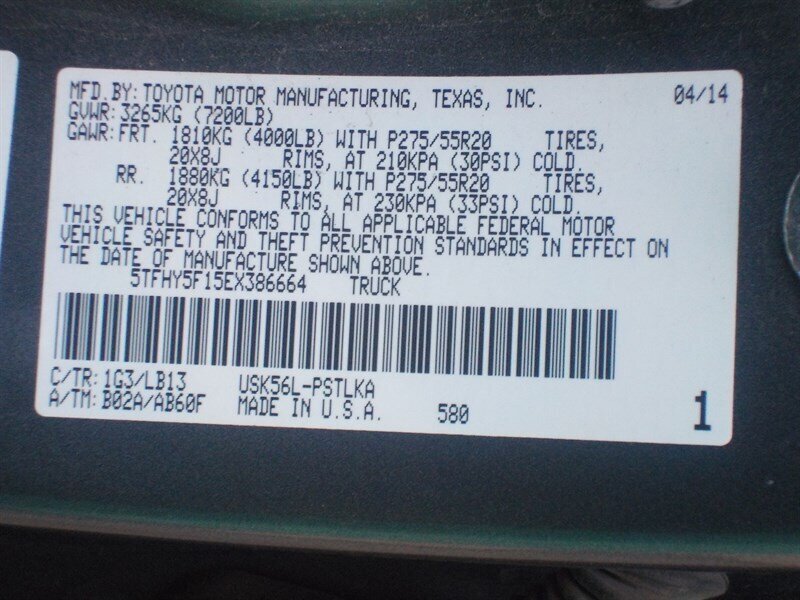 MFD. BY: TOYOTA MOTOR MANUFACTURING, TEXAS, INC. 04/14
GVWR: 3265KG (7200LB)
GAWR: FRT. 1810KG (4000LB) WITH P275/55R20 TIRES,
20X8J RIMS, AT 210KPA (30PSI) COLD.
RR. 1880KG (4150LB) WITH P275/55R20 TIRES,
20X8J RIMS, AT 230KPA (33PSI) COLD.
THIS VEHICLE CONFORMS TO ALL APPLICABLE FEDERAL MOTOR
VEHICLE SAFETY AND THEFT PREVENTION STANDARDS IN EFFECT ON
THE DATE OF MANUFACTURE SHOWN ABOVE.
5TFHY5F15EX386664 TRUCK
C/TR: 1G3/LB13 USK56L-PSTLKA
A/TM: B02A/AB60F MADE IN U.S.A. 580 1